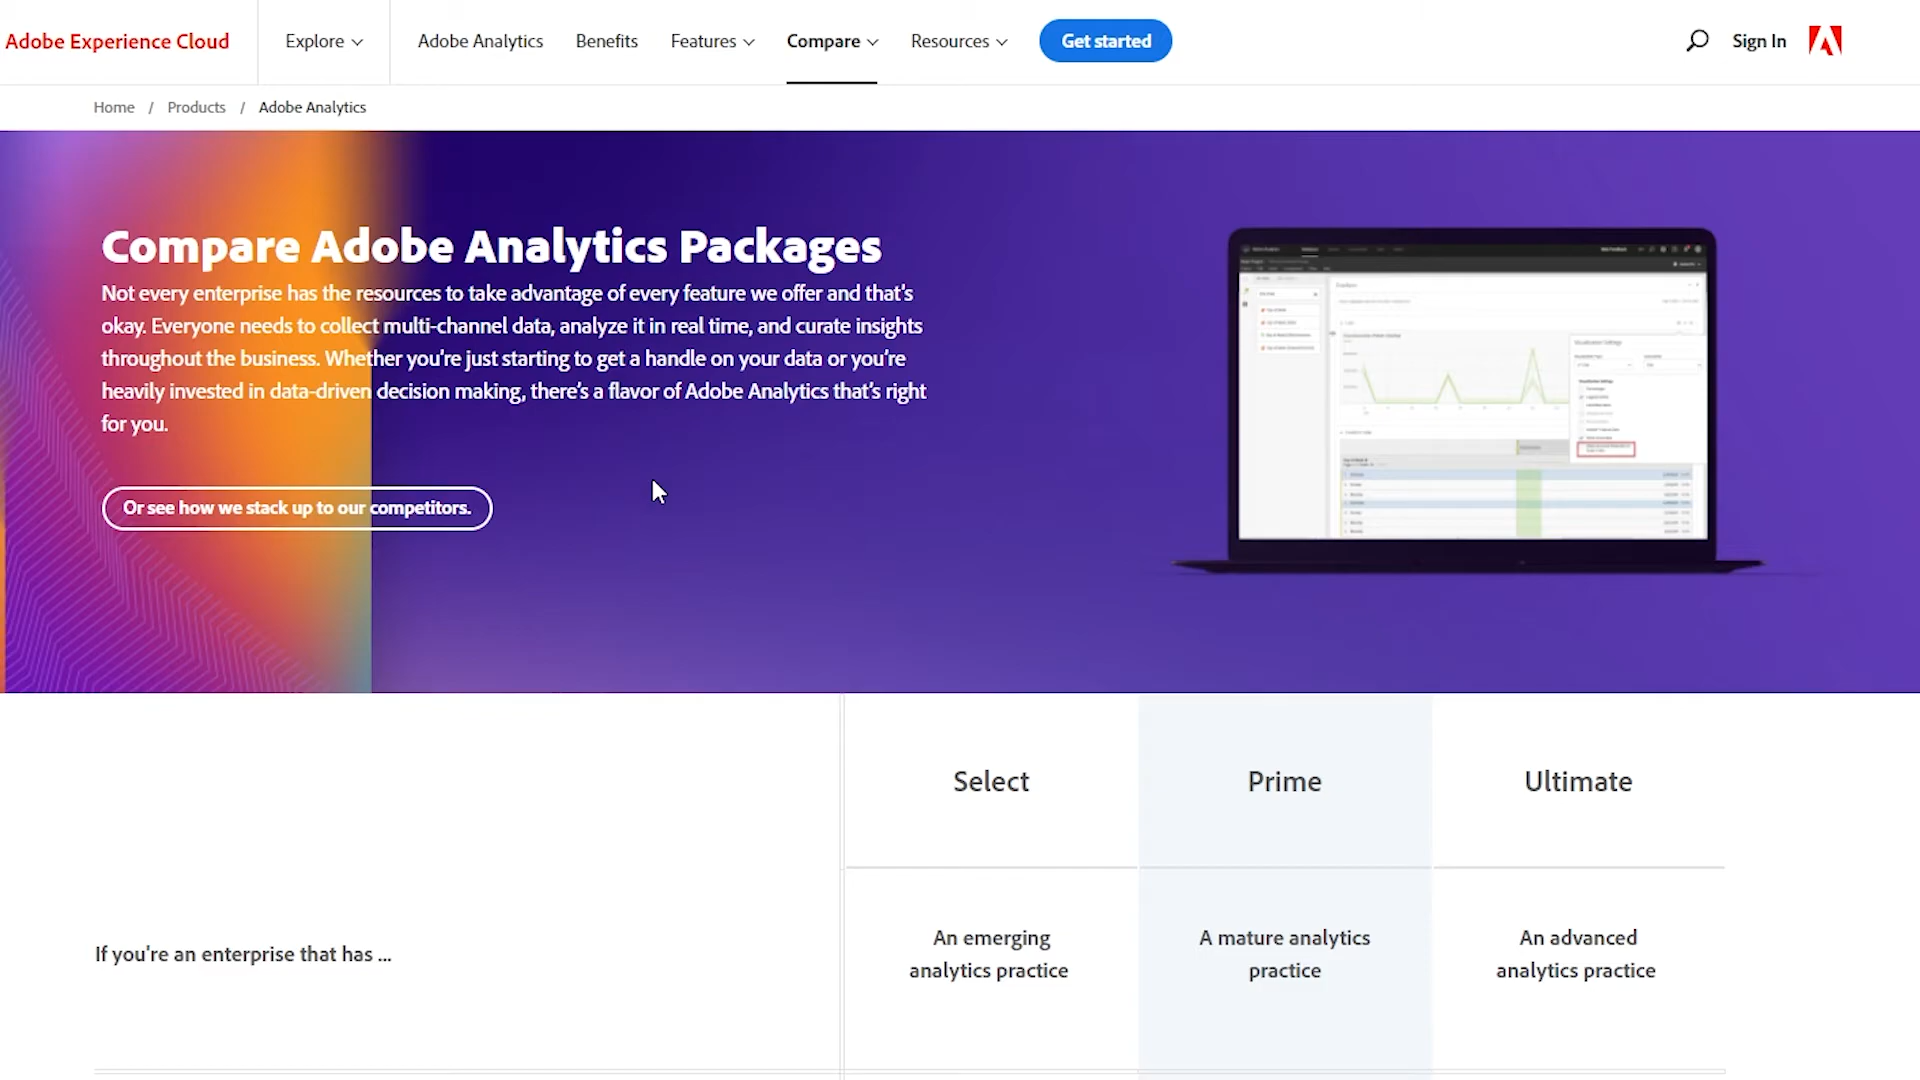 Adobe Experience Cloud
Explore
Adobe Analytics
Benefits
Features
Compare
Resources
Get started
Sign In
Home / Products / Adobe Analytics
Compare Adobe Analytics Packages
Not every enterprise has the resources to take advantage of every feature we offer and that's
okay. Everyone needs to collect multi-channel data, analyze it in real time, and curate insights
throughout the business. Whether you're just starting to get a handle on your data or you're
heavily invested in data-driven decision making, there's a flavor of Adobe Analytics that's right
for you.
Or see how we stack up to our competitors.
Select
Prime
Ultimate
If you're an enterprise that has ...
An emerging
analytics practice
A mature analytics
practice
An advanced
analytics practice